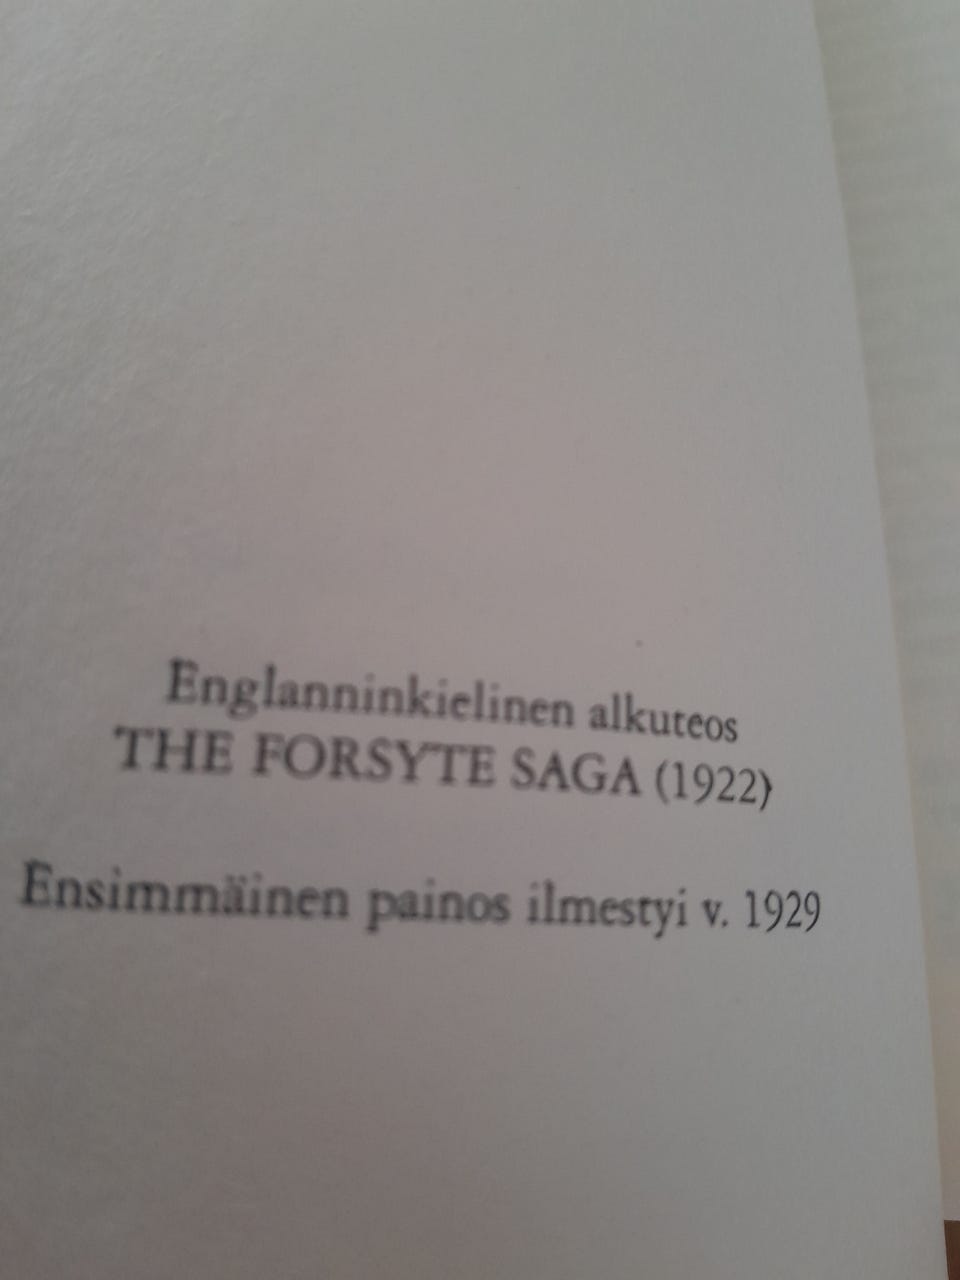 Englanninkielinen alkuteos
THE FORSYTE SAGA (1922)
Ensimmäinen painos ilmestyi v. 1929